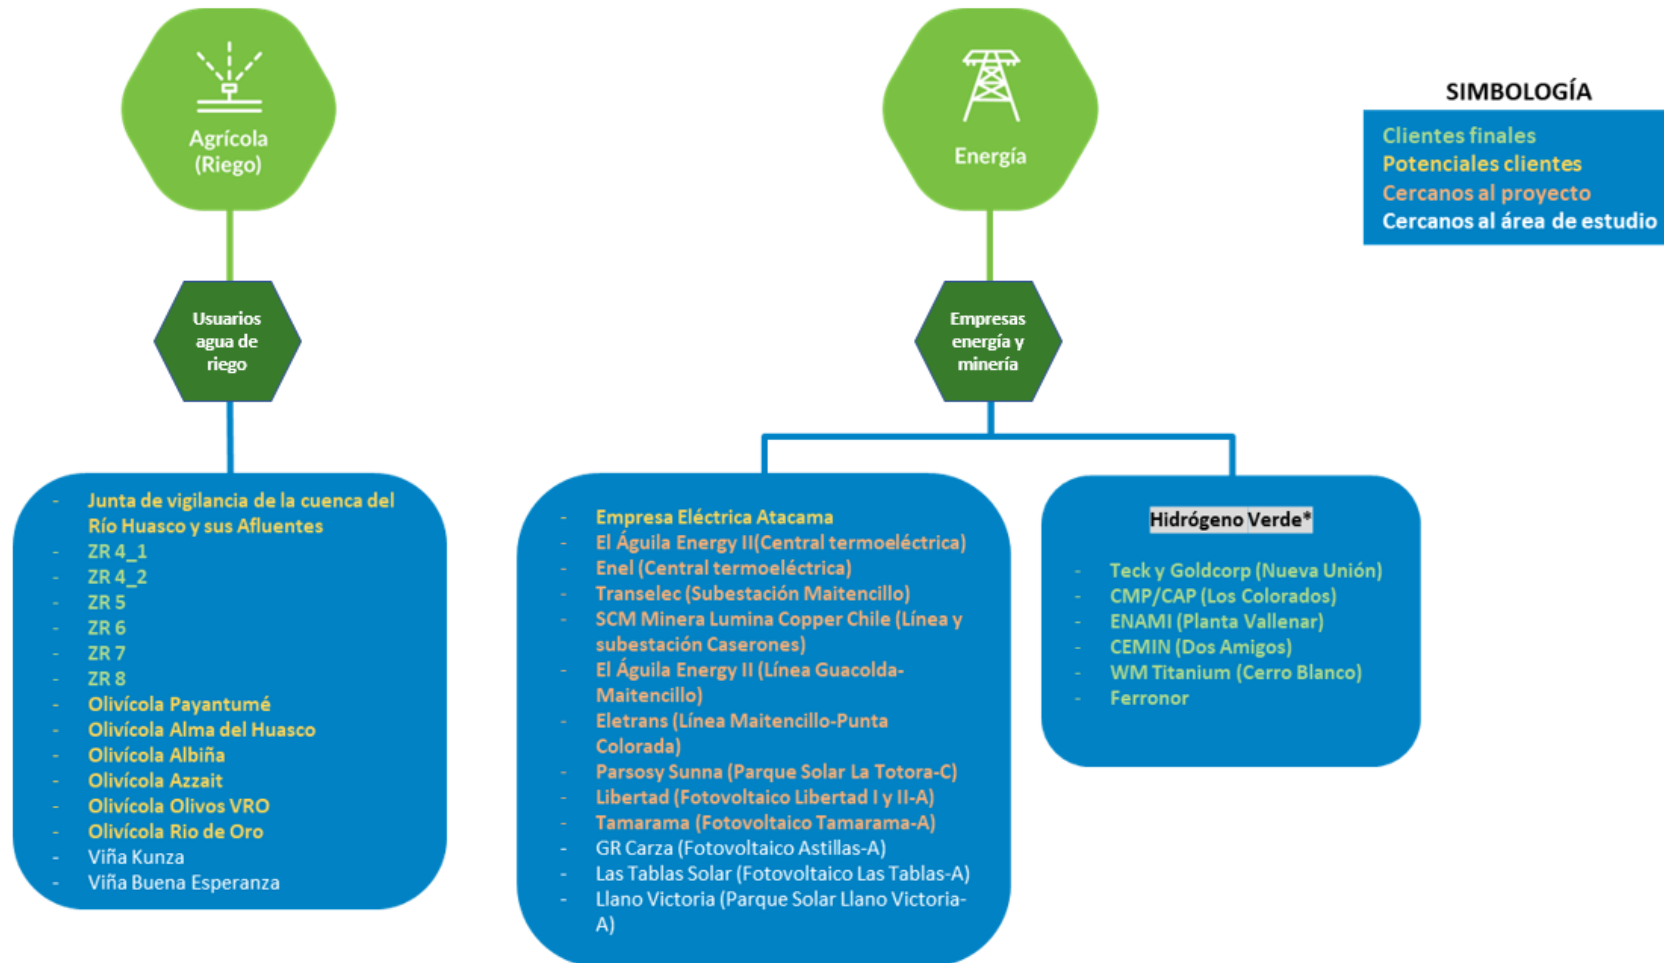 Agrícola
(Riego)
Usuarios
agua de
riego
- Junta de vigilancia de la cuenca del
Río Huasco y sus Afluentes
- ZR 4_1
- ZR 4_2
- ZR 5
- ZR 6
- ZR 7
- ZR 8
- Olivícola Payantumé
- Olivícola Alma del Huasco
- Olivícola Albiña
- Olivícola Azzait
- Olivícola Olivos VRO
- Olivícola Rio de Oro
- Viña Kunza
- Viña Buena Esperanza
Energía
Empresas
energía y
minería
- Empresa Eléctrica Atacama
- El Águila Energy II(Central termoeléctrica)
- Enel (Central termoeléctrica)
- Transelec (Subestación Maitencillo)
- SCM Minera Lumina Copper Chile (Línea y
subestación Caserones)
- El Águila Energy II (Línea Guacolda-
Maitencillo)
- Eletrans (Línea Maitencillo-Punta
Colorada)
- Parsosy Sunna (Parque Solar La Totora-C)
- Libertad (Fotovoltaico Libertad I y II-A)
- Tamarama (Fotovoltaico Tamarama-A)
- GR Carza (Fotovoltaico Astillas-A)
- Las Tablas Solar (Fotovoltaico Las Tablas-A)
- Llano Victoria (Parque Solar Llano Victoria-
A)
Hidrógeno Verde*
- Teck y Goldcorp (Nueva Unión)
- CMP/CAP (Los Colorados)
- ENAMI (Planta Vallenar)
- CEMIN (Dos Amigos)
- WM Titanium (Cerro Blanco)
- Ferronor
SIMBOLOGÍA
Clientes finales
Potenciales clientes
Cercanos al proyecto
Cercanos al área de estudio